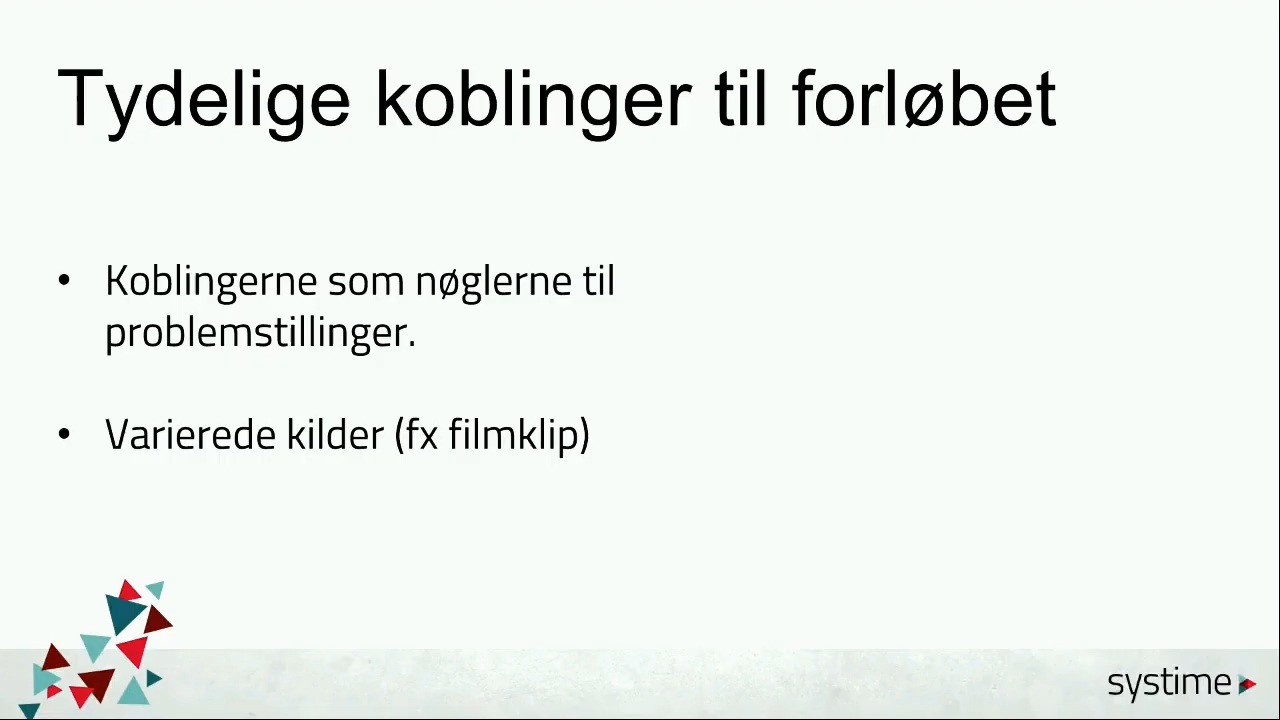 Tydelige koblinger til forløbet
• Koblingerne som nøglerne til
problemstillinger.
• Varierede kilder (fx filmklip)
systime